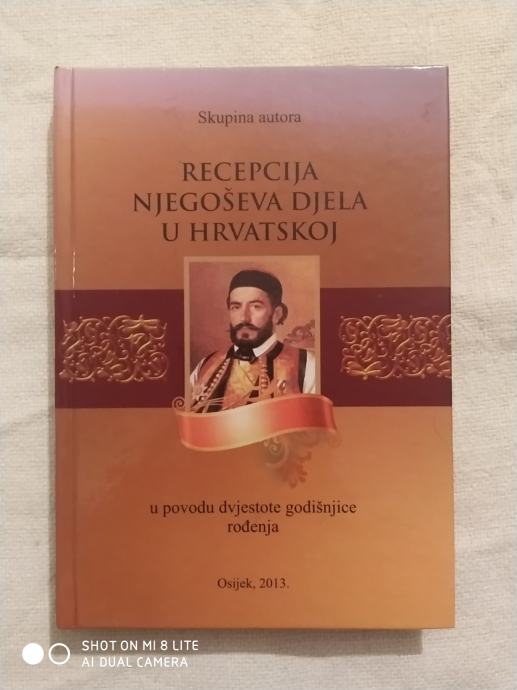 Skupina autora
RECEPCIJA
NJEGOŠEVA DJELA
U HRVATSKOJ
u povodu dvjestote godišnjice
rođenja
Osijek, 2013.
SHOT ON MI 8 LITE
AI DUAL CAMERA